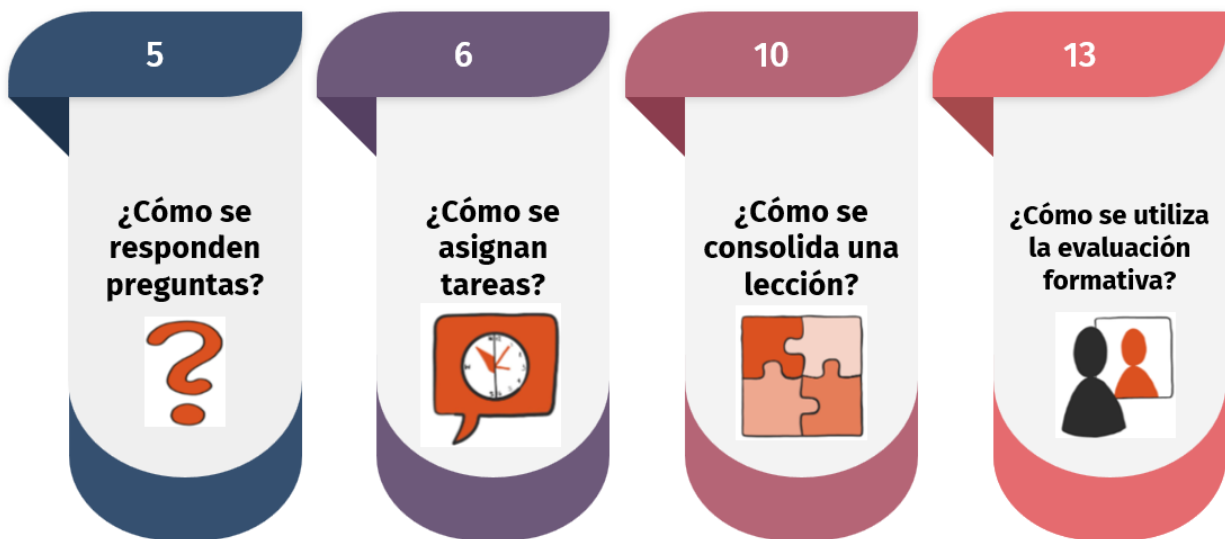 5
¿Cómo se
responden
preguntas?
6
¿Cómo se
asignan
tareas?
10
¿Cómo se
consolida una
lección?
13
¿Cómo se utiliza
la evaluación
formativa?